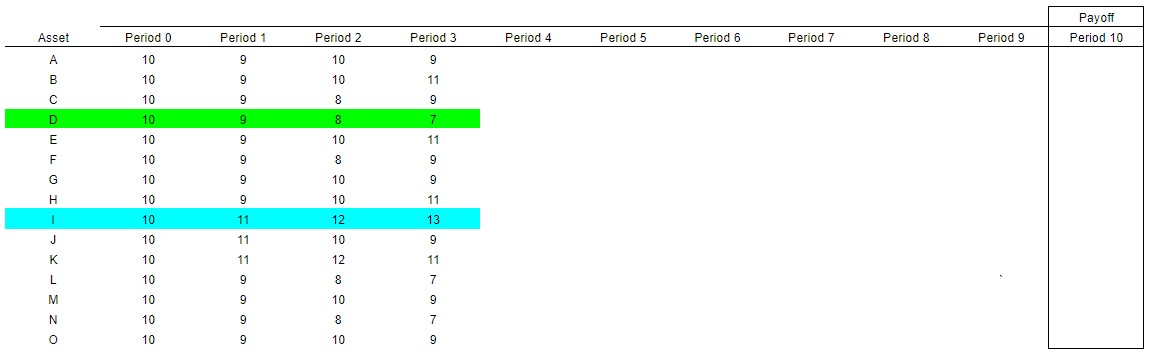 Payoff
Asset Period 0 Period 1 Period 2 Period 3 Period 4 Period 5 Period 6 Period 7 Period 8 Period 9 Period 10
A 10 9 10 9
B 10 9 10 11
C 10 9 8 9
D 10 9 8 7
E 10 9 10 11
F 10 9 8 9
G 10 9 10 9
H 10 9 10 11
I 10 11 12 13
J 10 11 10 9
K 10 11 12 11
L 10 9 8 7 `
M 10 9 10 9
N 10 9 8 7
O 10 9 10 9